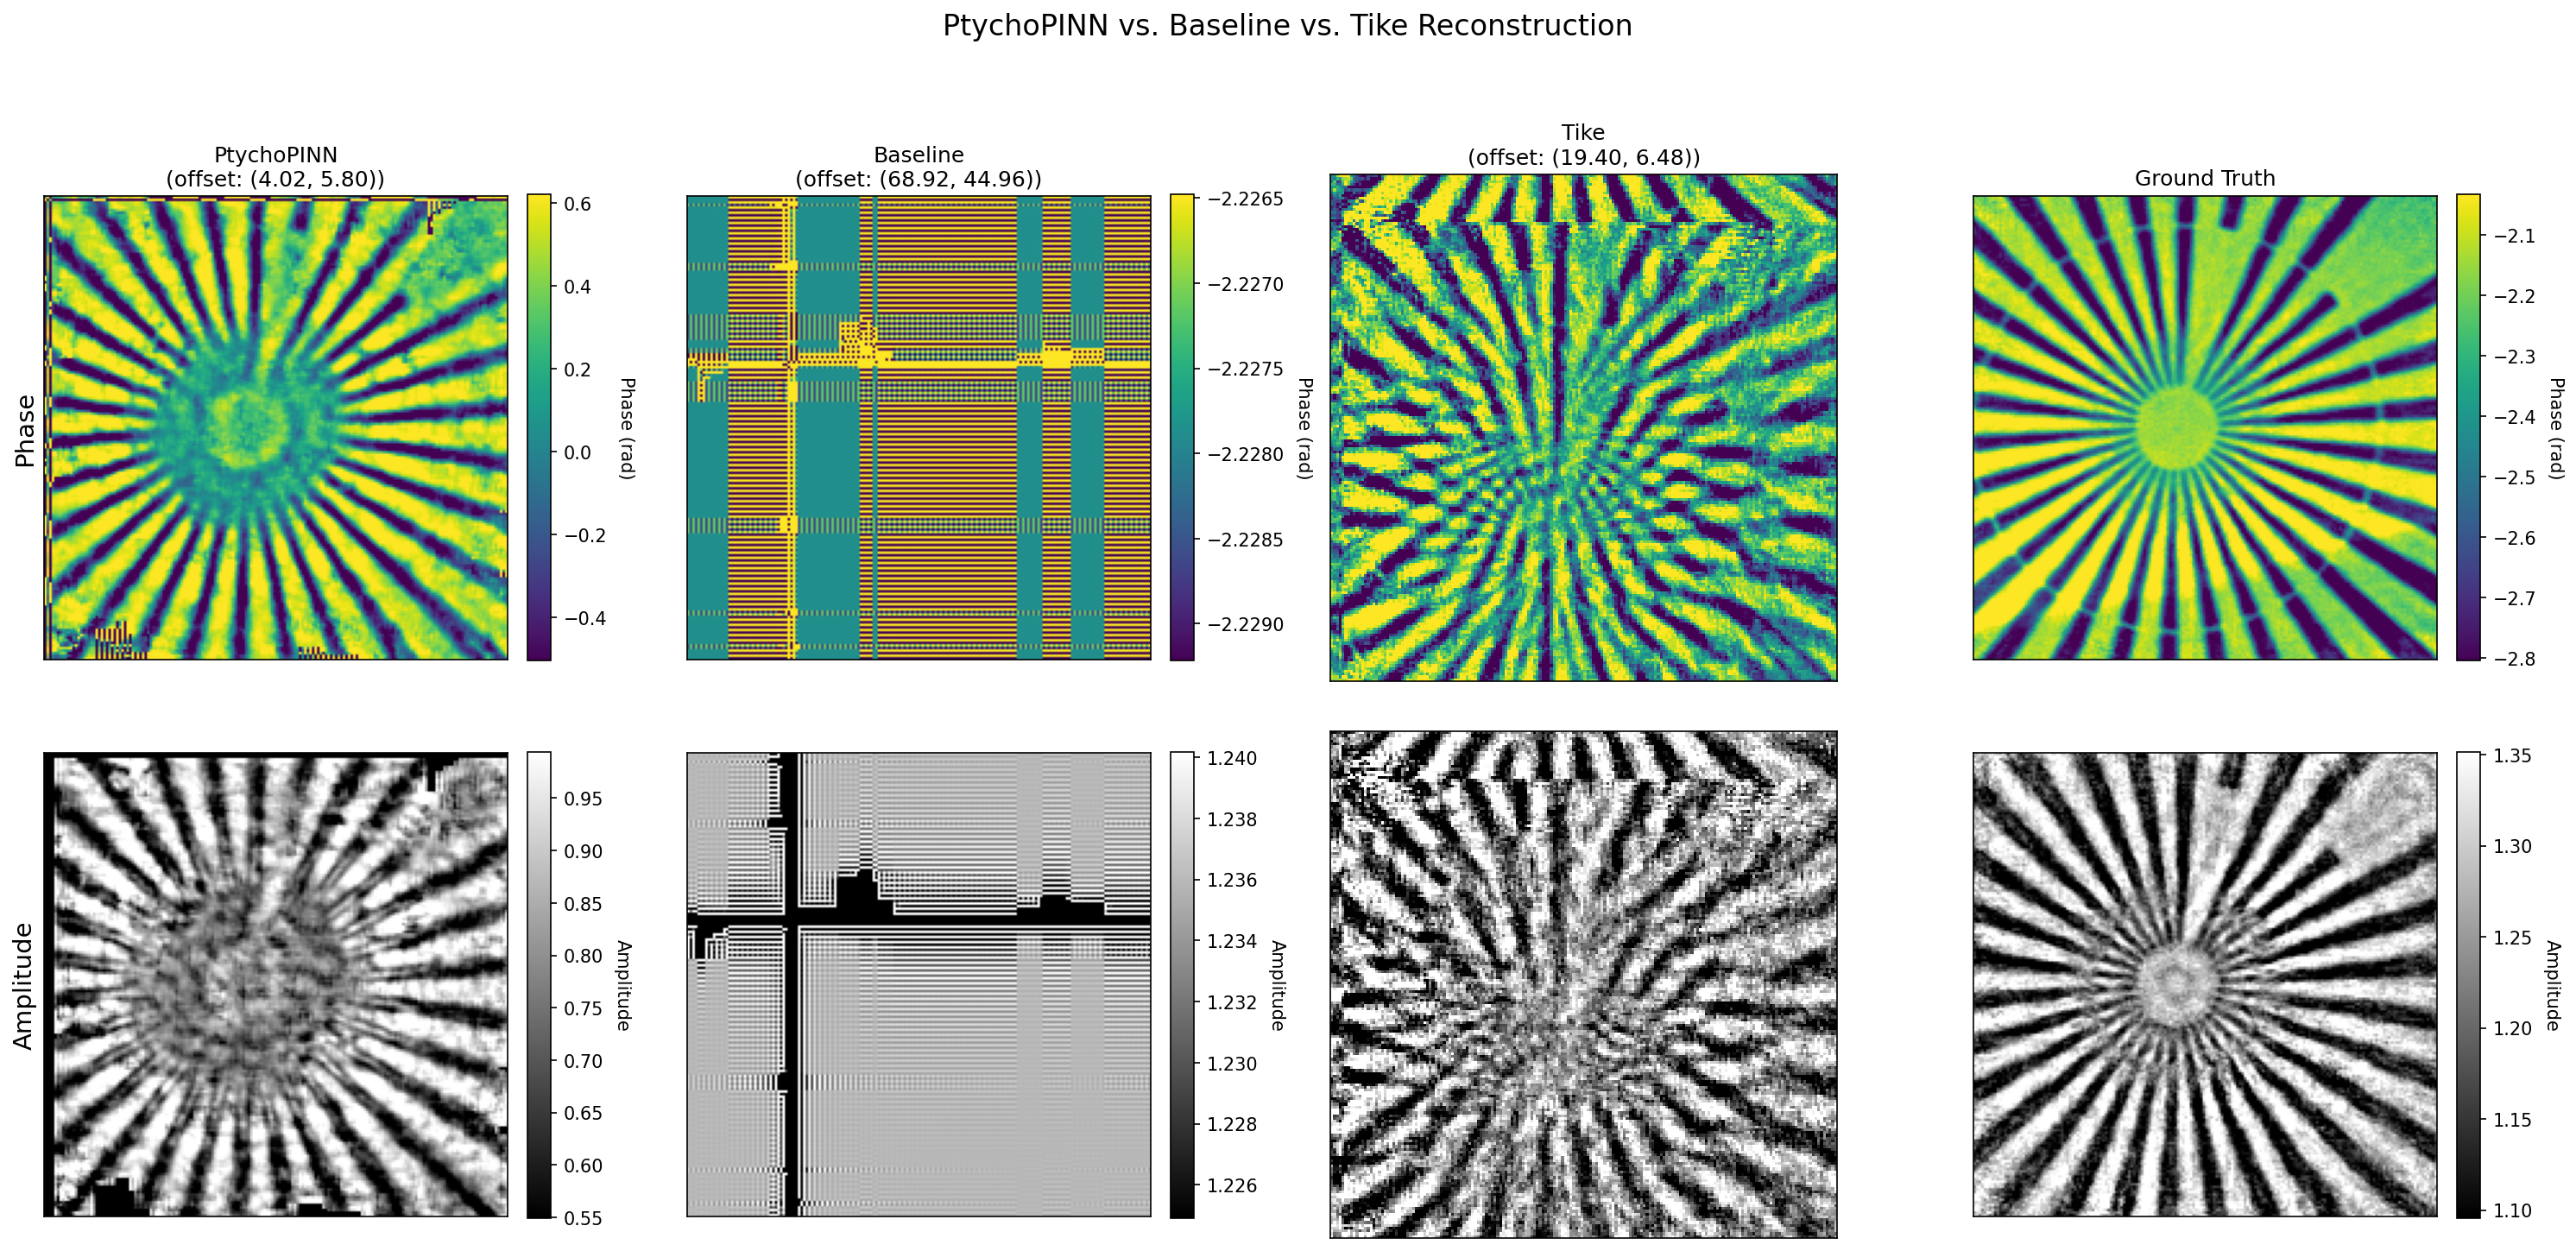 PtychoPINN vs. Baseline vs. Tike Reconstruction
PtychoPINN
(offset: (4.02, 5.80))
Baseline
(offset: (68.92, 44.96))
Tike
(offset: (19.40, 6.48))
Ground Truth
Phase
0.6
0.4
0.2
0.0
−0.2
−0.4
Phase (rad)
−2.2265
−2.2270
−2.2275
−2.2280
−2.2285
−2.2290
Phase (rad)
−2.1
−2.2
−2.3
−2.4
−2.5
−2.6
−2.7
−2.8
Phase (rad)
Amplitude
0.95
0.90
0.85
0.80
0.75
0.70
0.65
0.60
0.55
Amplitude
1.240
1.238
1.236
1.234
1.232
1.230
1.228
1.226
Amplitude
1.35
1.30
1.25
1.20
1.15
1.10
Amplitude